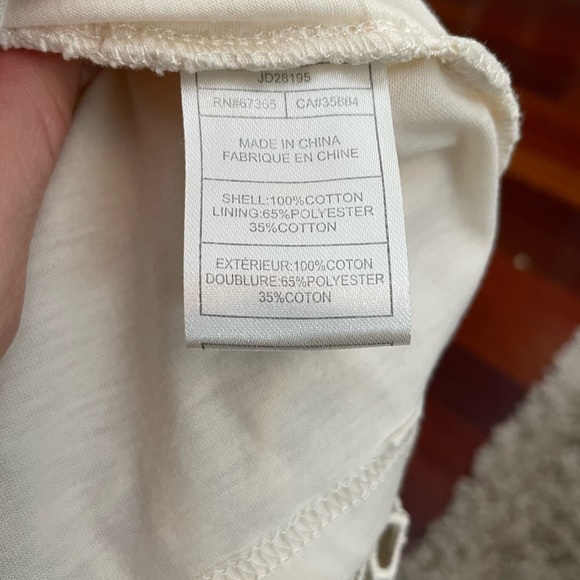 JD28195
RN#67365 CA#35884
MADE IN CHINA
FABRIQUE EN CHINE
SHELL:100%COTTON
LINING:65%POLYESTER
35%COTTON
EXTÉRIEUR:100%COTON
DOUBLURE:65%POLYESTER
35%COTON